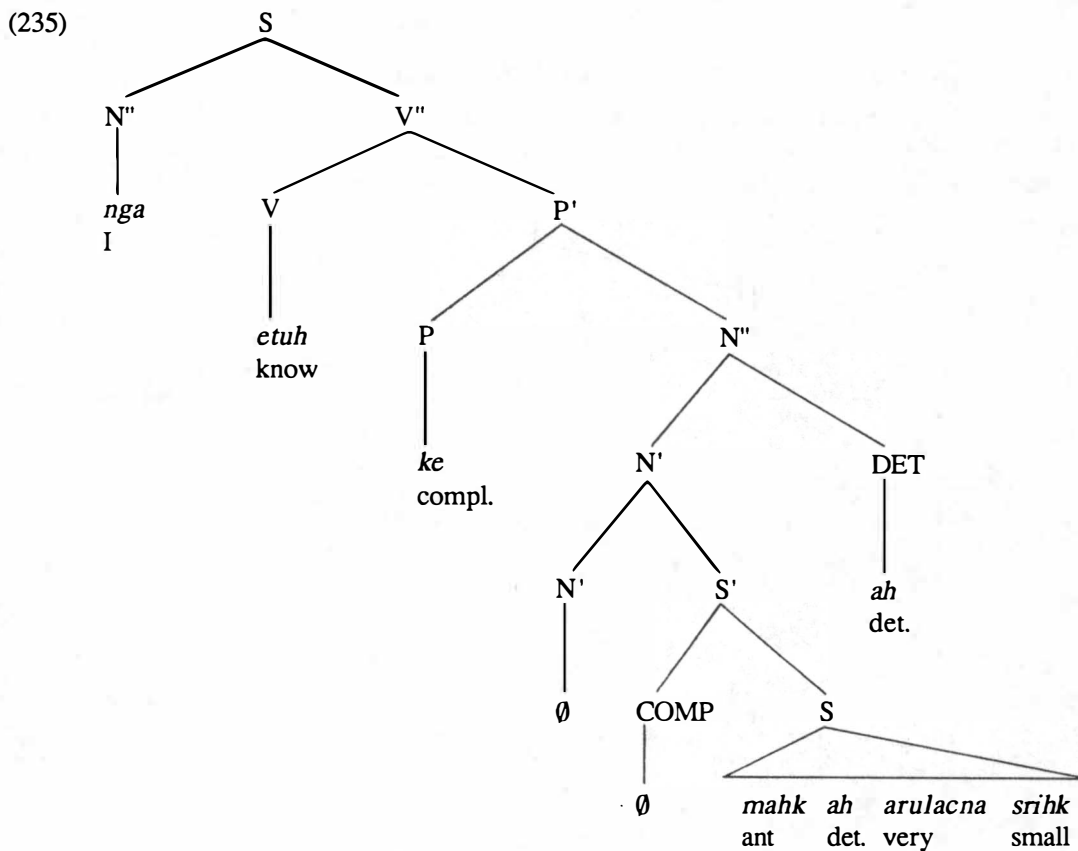 (235) S
N" V"
nga V P'
I
etuh P N"
know
ke N' DET
compl.
N' S' ah
det.
Ø COMP S
Ø mahk ah arulacna srihk
ant det. very small